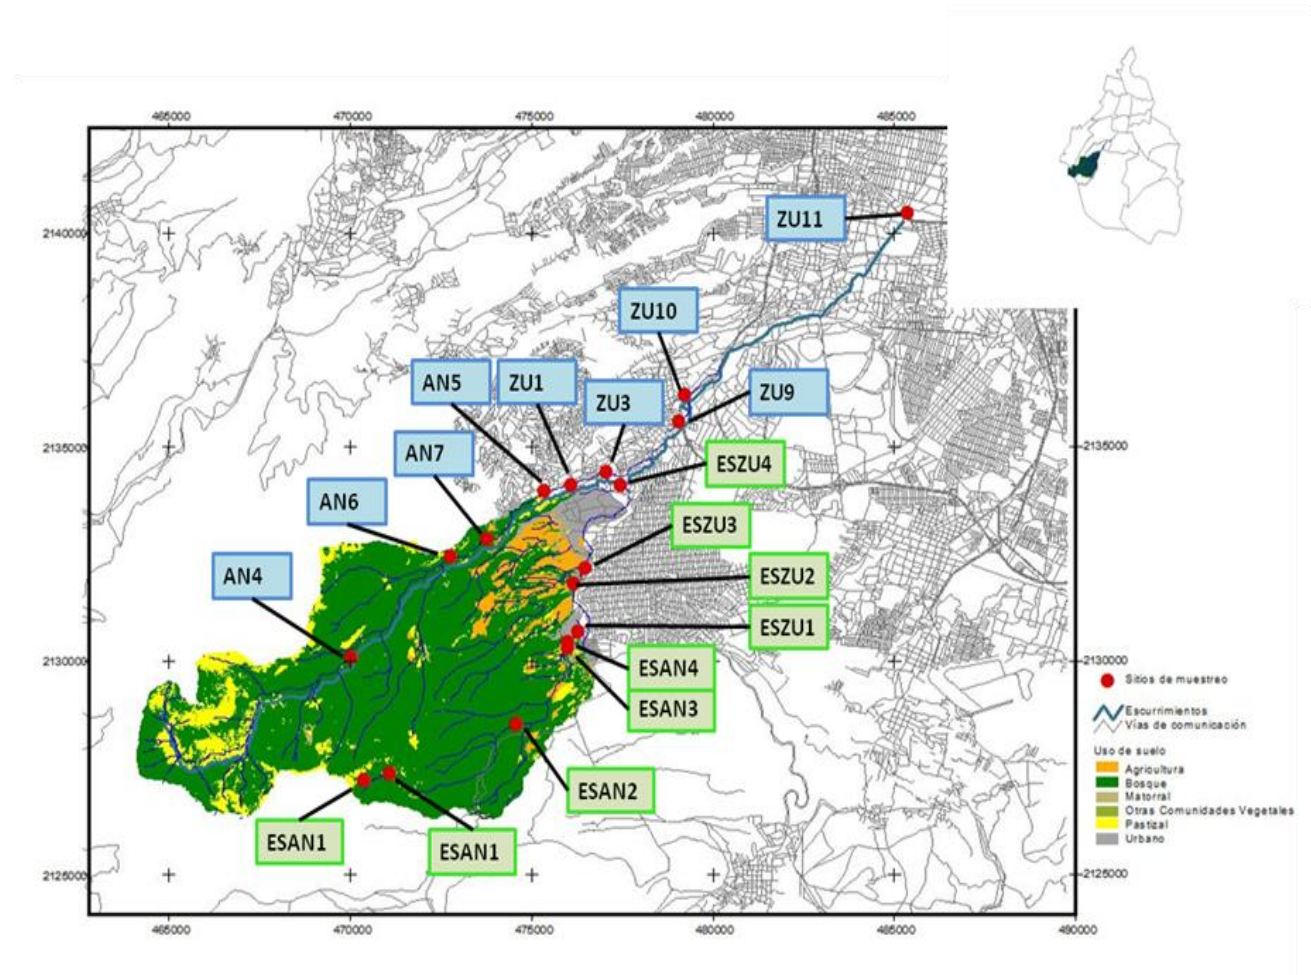 465000 470000 475000 480000 485000
ZU11
2140000
ZU10
AN5 ZU1
ZU3
ZU9
2135000 2135000
AN7
ESZU4
AN6
ESZU3
AN4
ESZU2
ESZU1
2130000 2130000
ESAN4
Sitios de muestreo
ESAN3
Escurrimientos
Vías de comunicación
Uso de suelo
Agricultura
Bosque
Matorral
Otras Comunidades Vegetales
Pastizal
Urbano
ESAN2
ESAN1 ESAN1
2125000 2125000
465000 470000 475000 480000 485000 490000